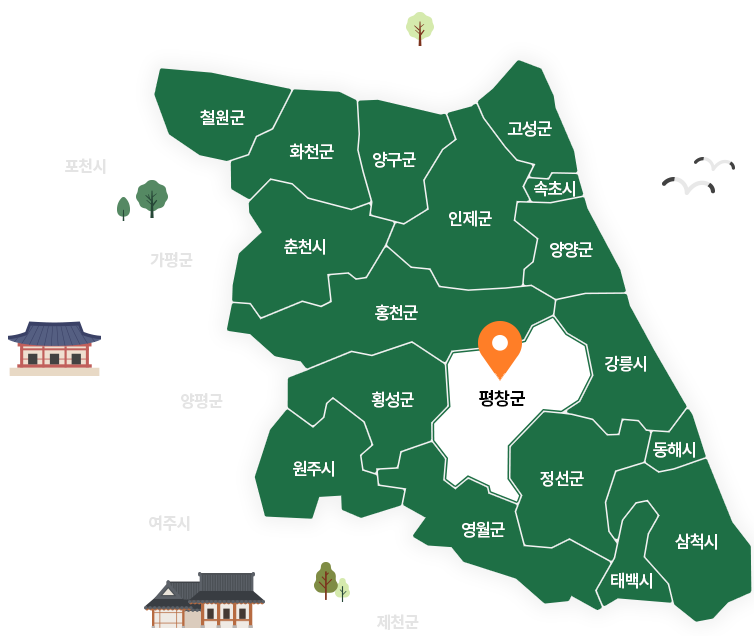 철원군
고성군
화천군
양구군
포천시
속초시
인제군
춘천시
양양군
가평군
홍천군
강릉시
평창군
횡성군
양평군
동해시
원주시
정선군
여주시
영월군
삼척시
태백시
제천군